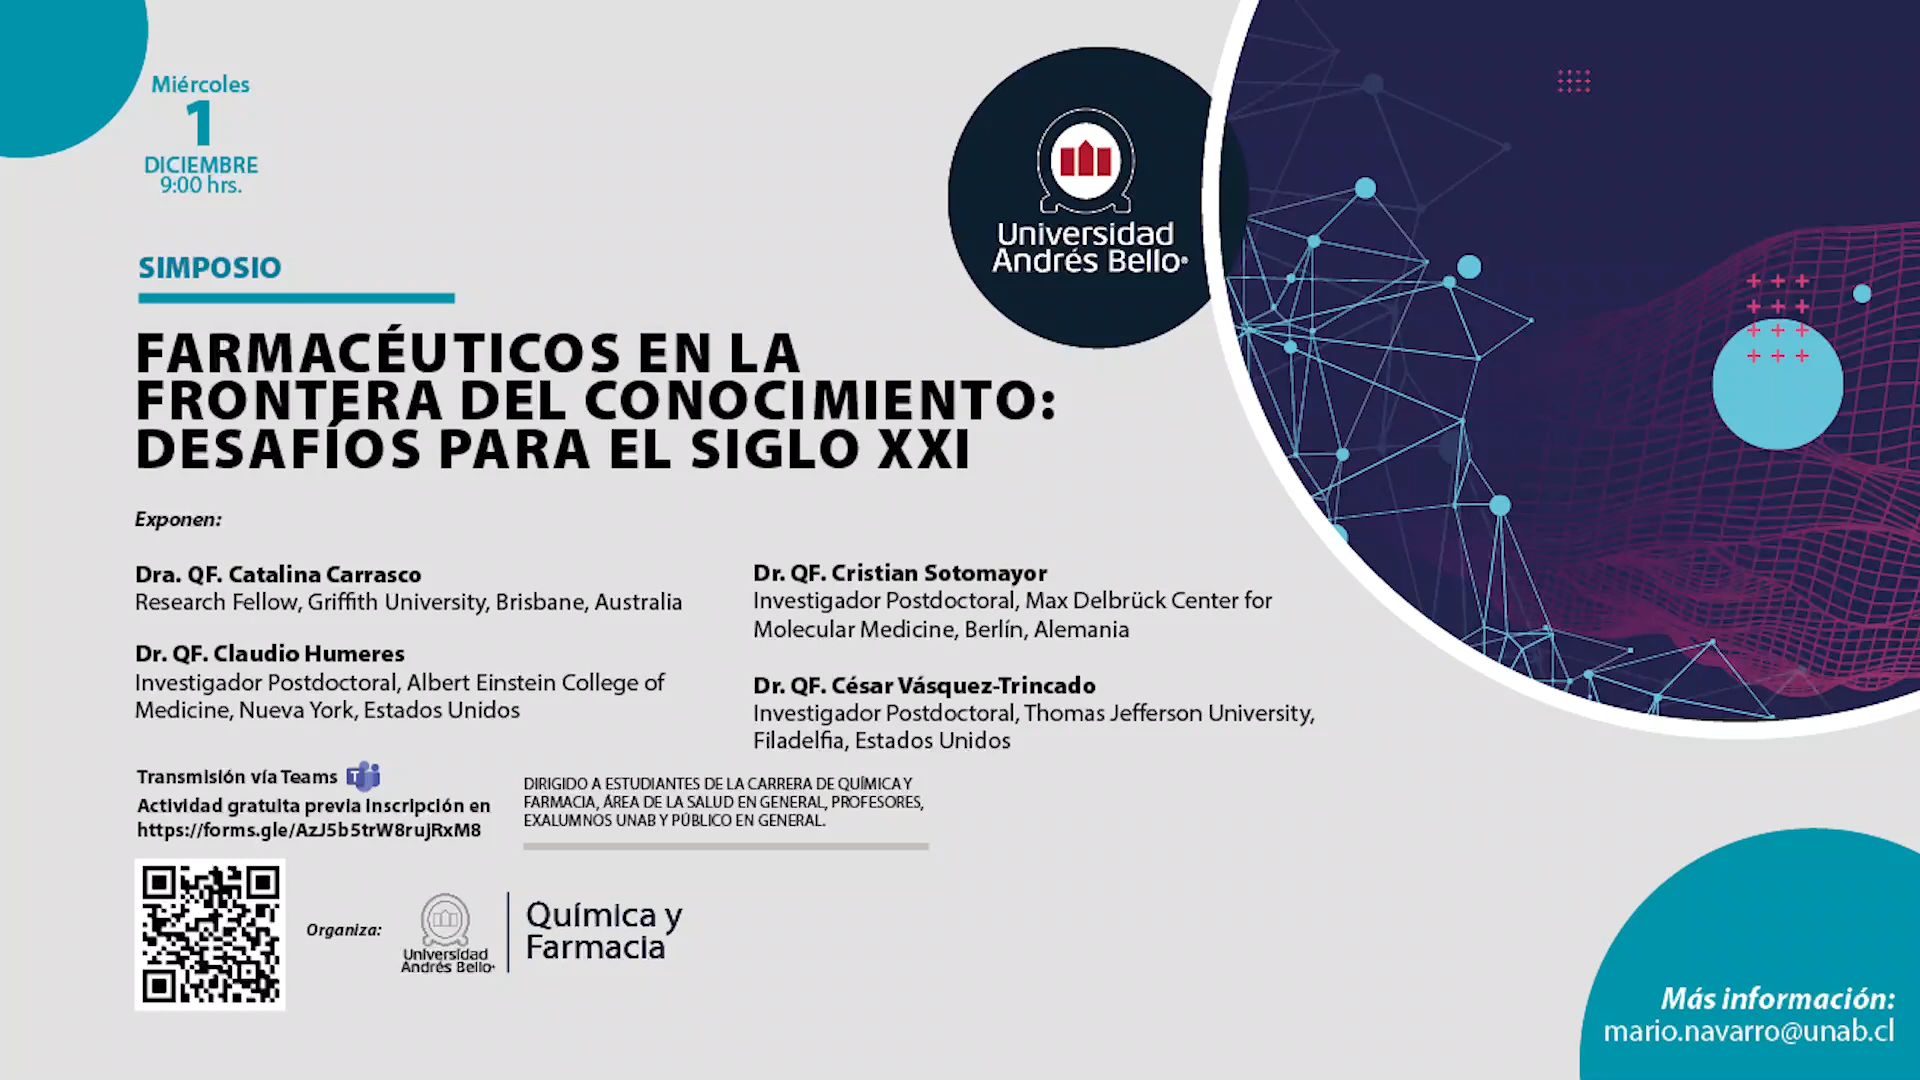 Miércoles
1
DICIEMBRE
9:00 hrs.
Universidad
Andrés Bello
SIMPOSIO
FARMACÉUTICOS EN LA
FRONTERA DEL CONOCIMIENTO:
DESAFÍOS PARA EL SIGLO XXI
Exponen:
Dra. QF. Catalina Carrasco
Research Fellow, Griffith University, Brisbane, Australia
Dr. QF. Claudio Humeres
Investigador Postdoctoral, Albert Einstein College of
Medicine, Nueva York, Estados Unidos
Dr. QF. Cristian Sotomayor
Investigador Postdoctoral, Max Delbrück Center for
Molecular Medicine, Berlín, Alemania
Dr. QF. César Vásquez-Trincado
Investigador Postdoctoral, Thomas Jefferson University,
Filadelfia, Estados Unidos
Transmisión vía Teams
Actividad gratuita previa inscripción en
https://forms.gle/AzJ5b5trW8rujRxM8
DIRIGIDO A ESTUDIANTES DE LA CARRERA DE QUÍMICA Y
FARMACIA, ÁREA DE LA SALUD EN GENERAL, PROFESORES,
EXALUMNOS UNAB Y PÚBLICO EN GENERAL.
Organiza:
Universidad
Andrés Bello
Química y
Farmacia
Más información:
mario.navarro@unab.cl